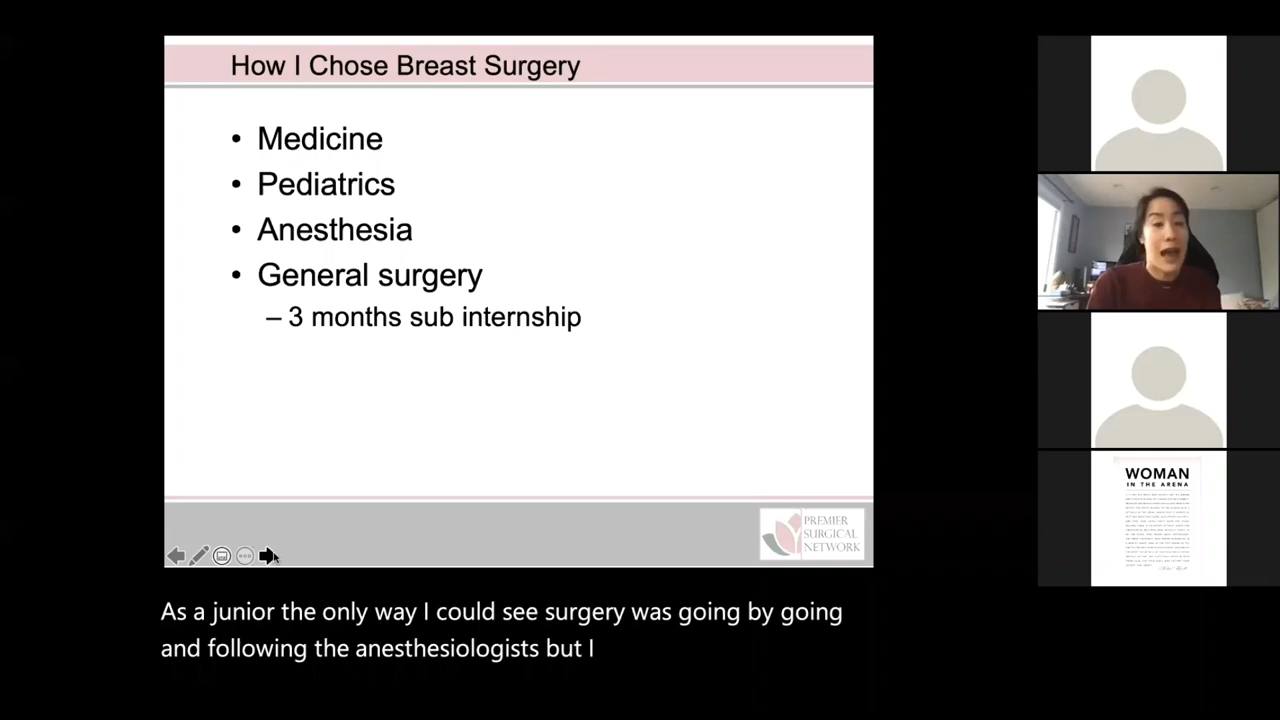 How I Chose Breast Surgery
• Medicine
• Pediatrics
• Anesthesia
• General surgery
– 3 months sub internship
PREMIER
SURGICAL
NETWORK
WOMAN
IN THE ARENA
As a junior the only way I could see surgery was going by going
and following the anesthesiologists but I